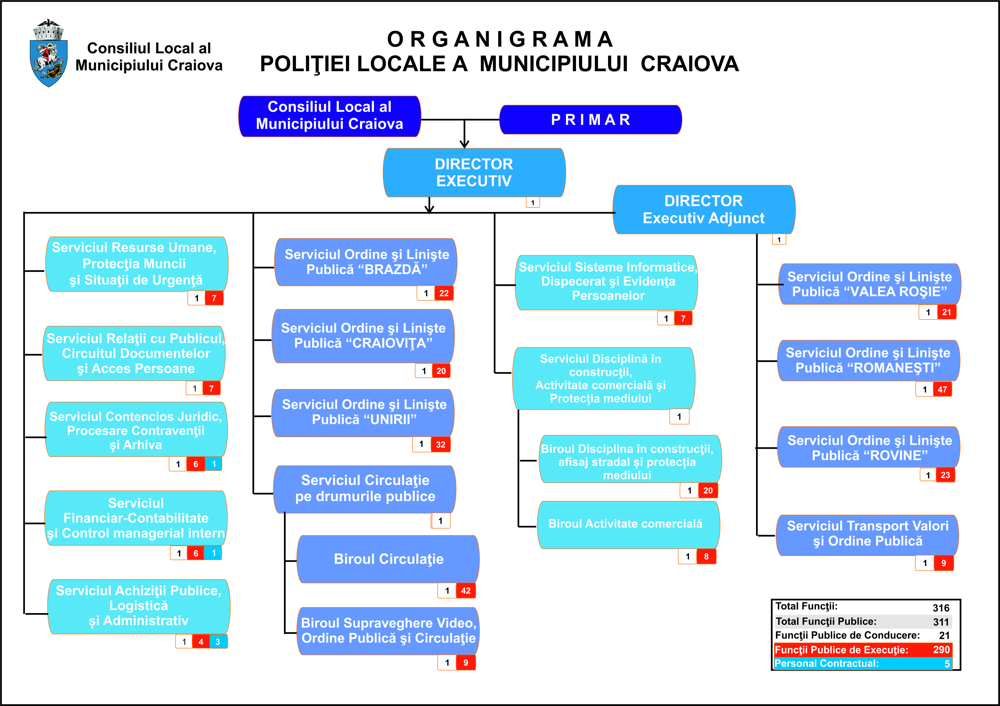 Consiliul Local al
Municipiului Craiova
O R G A N I G R A M A
POLIŢIEI LOCALE A MUNICIPIULUI CRAIOVA
Consiliul Local al
Municipiului Craiova
P R I M A R
DIRECTOR
EXECUTIV
1
DIRECTOR
Executiv Adjunct
1
Serviciul Resurse Umane,
Protecţia Muncii
şi Situaţii de Urgenţă
1 7
Serviciul Relaţii cu Publicul,
Circuitul Documentelor
şi Acces Persoane
1 7
Serviciul Contencios Juridic,
Procesare Contravenţii
și Arhiva
1 6 1
Serviciul
Financiar-Contabilitate
şi Control managerial intern
1 6 1
Serviciul Achiziţii Publice,
Logistică
și Administrativ
1 4 3
Serviciul Ordine şi Linişte
Publică “BRAZDĂ”
1 22
Serviciul Ordine şi Linişte
Publică “CRAIOVIŢA”
1 20
Serviciul Ordine şi Linişte
Publică “UNIRII”
1 32
Serviciul Circulaţie
pe drumurile publice
1
Biroul Circulaţie
1 42
Biroul Supraveghere Video,
Ordine Publică şi Circulaţie
1 9
Serviciul Sisteme Informatice,
Dispecerat şi Evidenţa
Persoanelor
1 7
Serviciul Disciplină în
construcţii,
Activitate comercială și
Protecția mediului
1
Biroul Disciplina în construcţii,
afisaj stradal și protecția
mediului
1 20
Biroul Activitate comercială
1 8
Serviciul Ordine şi Linişte
Publică “VALEA ROŞIE”
1 21
Serviciul Ordine şi Linişte
Publică “ROMANEŞTI”
1 47
Serviciul Ordine şi Linişte
Publică “ROVINE”
1 23
Serviciul Transport Valori
şi Ordine Publică
1 9
Total Funcţii: 316
Total Funcţii Publice: 311
Funcţii Publice de Conducere: 21
Funcţii Publice de Execuţie: 290
Personal Contractual: 5